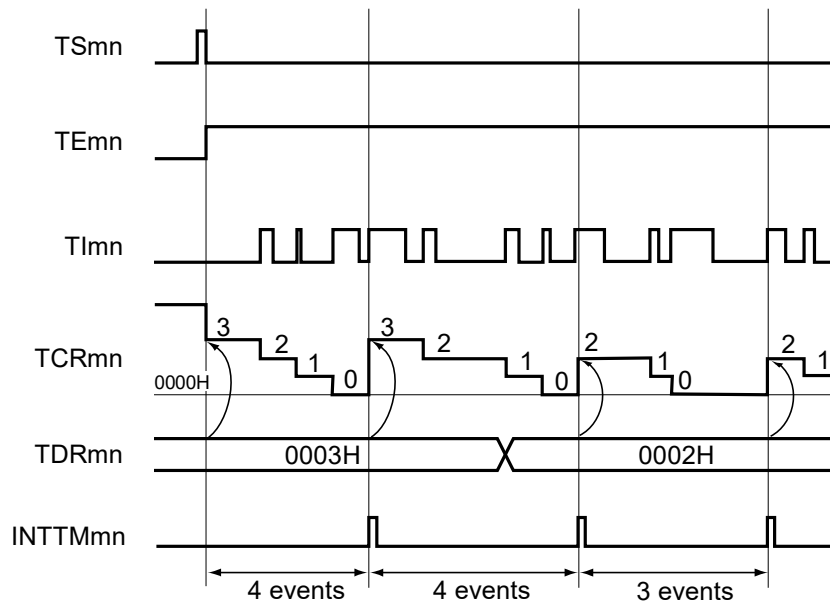 TSmn
TEmn
TImn
TCRmn
3
2
1
0
3
2
1
0
2
1
0
2
1
0000H
TDRmn
0003H
0002H
INTTMmn
4 events
4 events
3 events